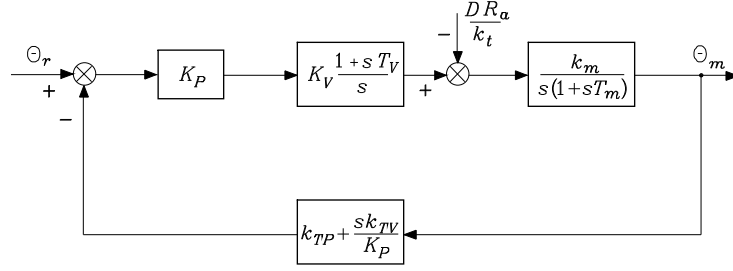 Θ_r
+
−
K_P
K_V (1 + s T_V)/s
+
−
D R_a / k_t
k_m / s(1+sT_m)
Θ_m
k_TP + s k_TV / K_P